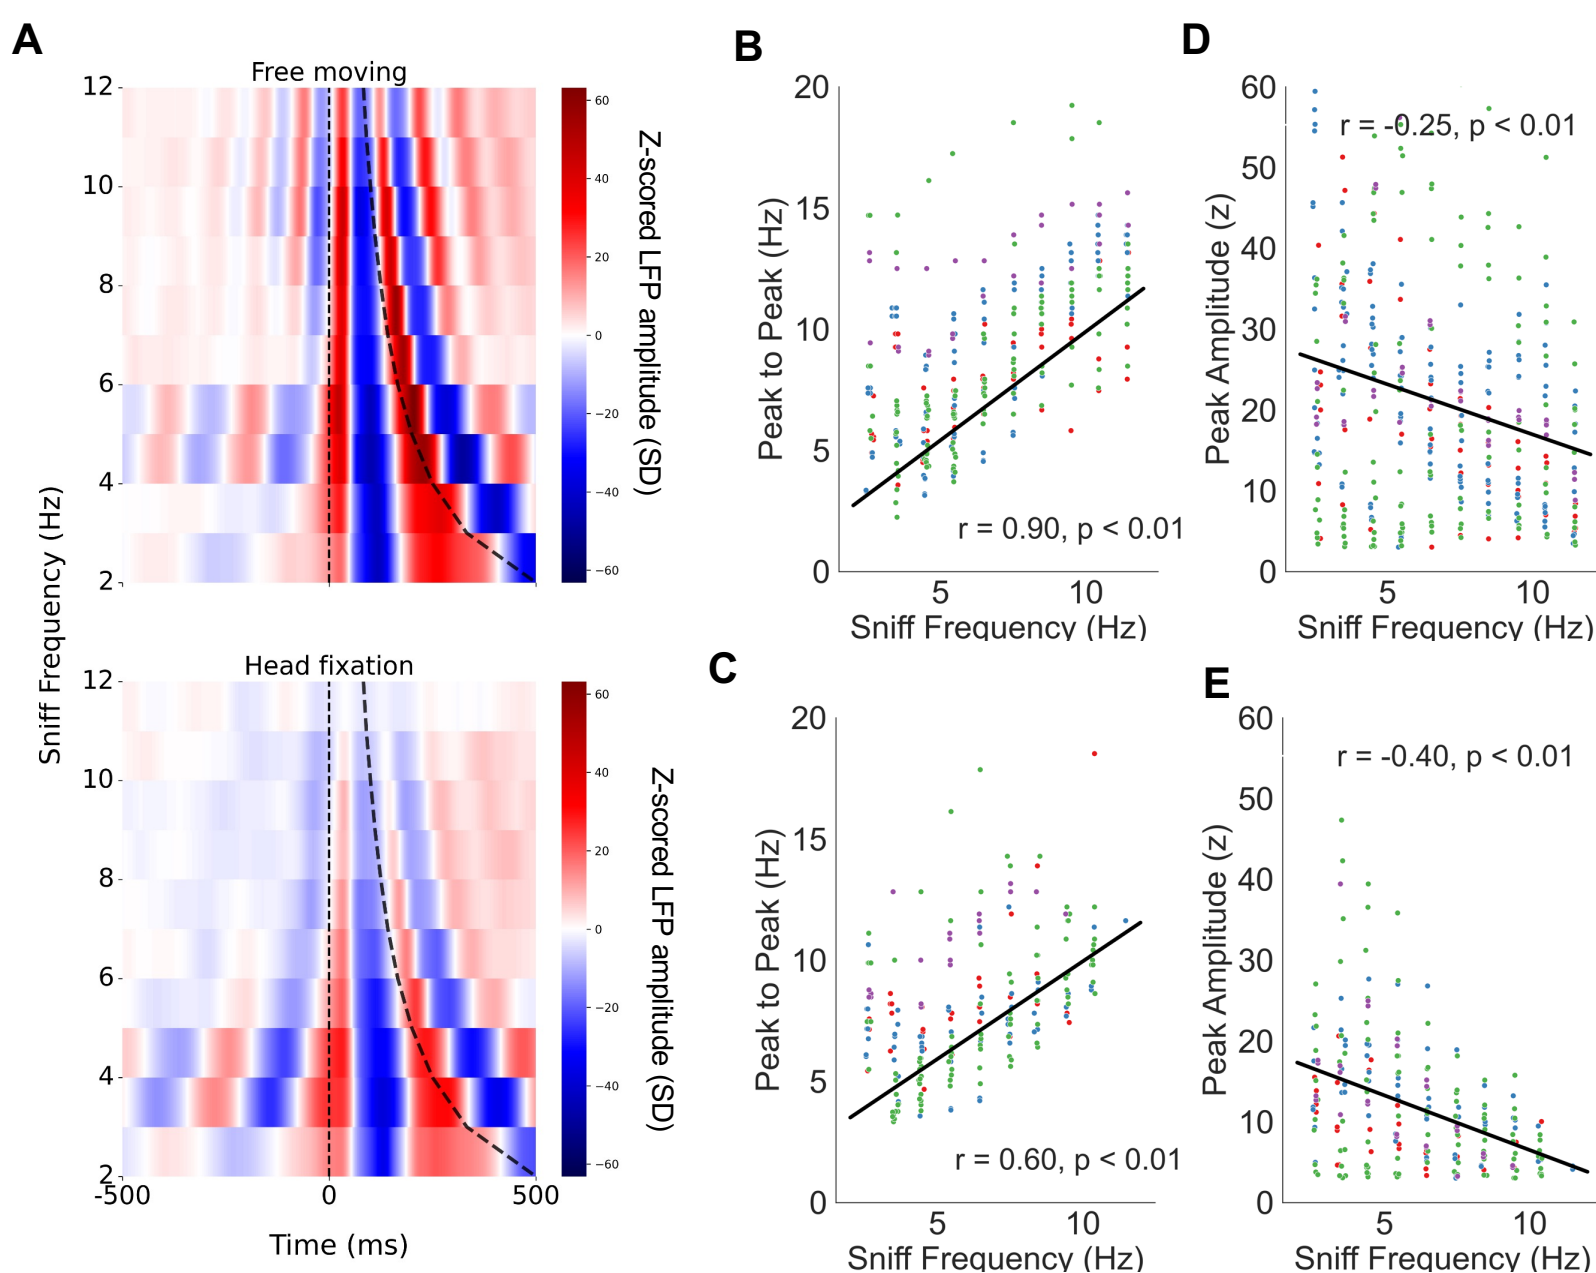 A
Free moving
12
10
8
6
4
2
60
40
20
0
−20
−40
−60
Z-scored LFP amplitude (SD)
Sniff Frequency (Hz)
Head fixation
12
10
8
6
4
2
-500
0
500
Time (ms)
60
40
20
0
−20
−40
−60
Z-scored LFP amplitude (SD)
B
20
15
10
5
0
Peak to Peak (Hz)
r = 0.90, p < 0.01
5
10
Sniff Frequency (Hz)
D
60
50
40
30
20
10
0
Peak Amplitude (z)
r = -0.25, p < 0.01
5
10
Sniff Frequency (Hz)
C
20
15
10
5
0
Peak to Peak (Hz)
r = 0.60, p < 0.01
5
10
Sniff Frequency (Hz)
E
60
50
40
30
20
10
0
Peak Amplitude (z)
r = -0.40, p < 0.01
5
10
Sniff Frequency (Hz)